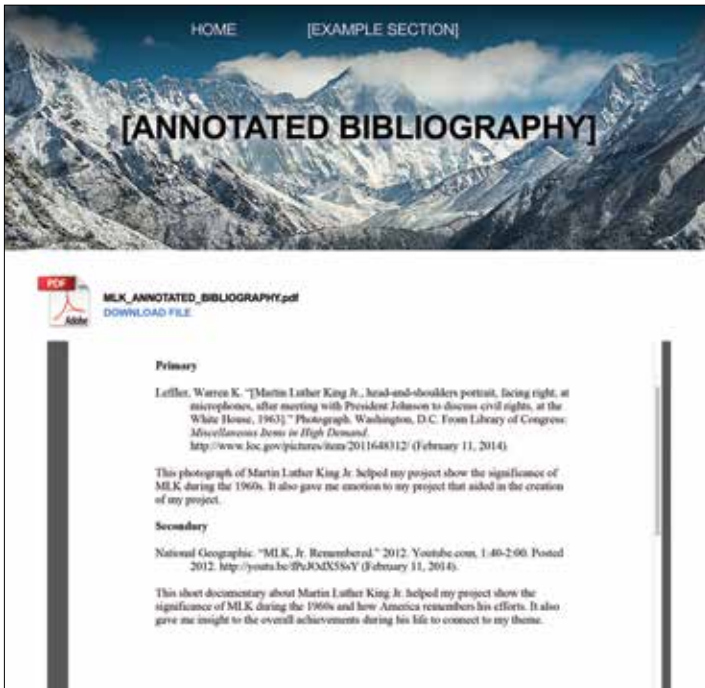 HOME [EXAMPLE SECTION]
[ANNOTATED BIBLIOGRAPHY]
PDF
Adobe
MLK_ANNOTATED_BIBLIOGRAPHY.pdf
DOWNLOAD FILE
Primary
Leffler, Warren K. "[Martin Luther King Jr., head-and-shoulders portrait, facing right, at
microphones, after meeting with President Johnson to discuss civil rights, at the
White House, 1963]." Photograph. Washington, D.C. From Library of Congress:
Miscellaneous Items in High Demand.
http://www.loc.gov/pictures/item/2011648312/ (February 11, 2014)
This photograph of Martin Luther King Jr. helped my project show the significance of
MLK during the 1960s. It also gave me emotion to my project that aided in the creation
of my project.
Secondary
National Geographic. "MLK, Jr. Remembered." 2012. Youtube.com, 1:40-2:00. Posted
2012. (February 11, 2014).
This short documentary about Martin Luther King Jr. helped my project show the
significance of MLK during the 1960s and how America remembers his efforts. It also
gave me insight to the overall achievements during his life to connect to my theme.